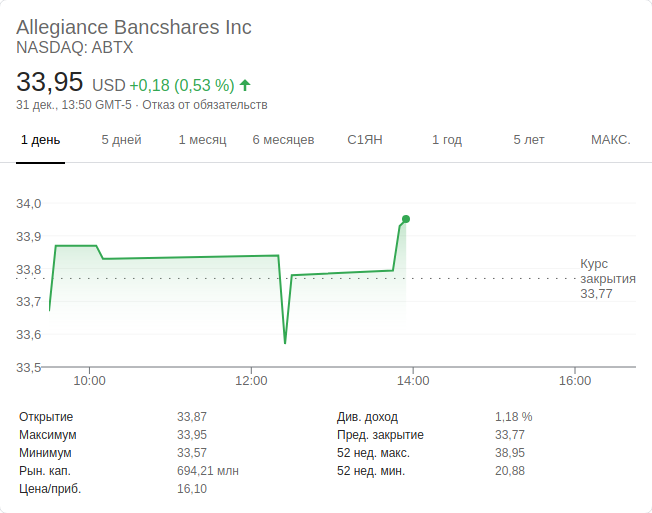 Allegiance Bancshares Inc
NASDAQ: ABTX
33,95 USD +0,18 (0,53 %)
31 дек., 13:50 GMT-5 · Отказ от обязательств
1 день 5 дней 1 месяц 6 месяцев С1ЯН 1 год 5 лет МАКС.
34,0
33,9
33,8
33,7
33,6
33,5
Курс
закрытия
33,77
10:00 12:00 14:00 16:00
Открытие 33,87
Максимум 33,95
Минимум 33,57
Рын. кап. 694,21 млн
Цена/приб. 16,10
Див. доход 1,18 %
Пред. закрытие 33,77
52 нед. макс. 38,95
52 нед. мин. 20,88